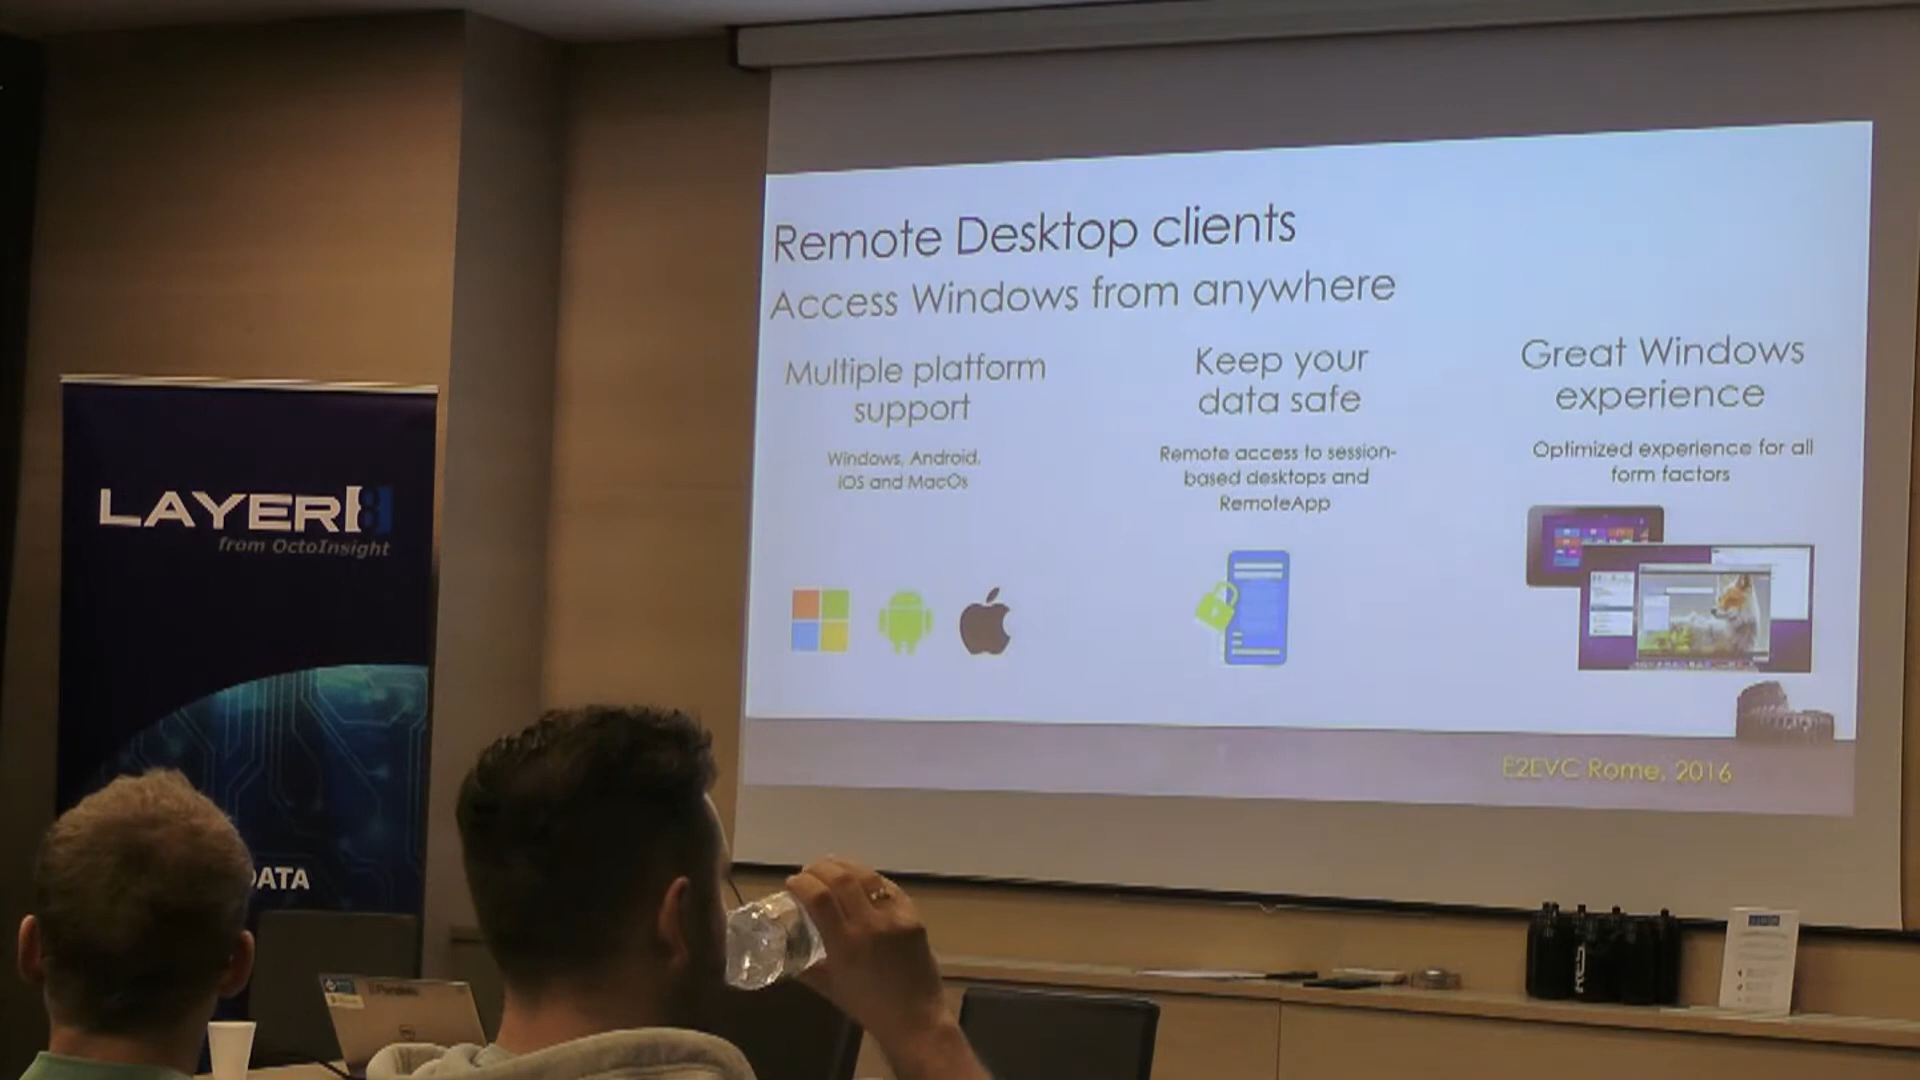 Remote Desktop clients
Access Windows from anywhere
Multiple platform
support
Windows, Android,
iOS and MacOs
Keep your
data safe
Remote access to session-
based desktops and
RemoteApp
Great Windows
experience
Optimized experience for all
form factors
E2EVC Rome, 2016
LAYER8
from OctoInsight
DATA
RES